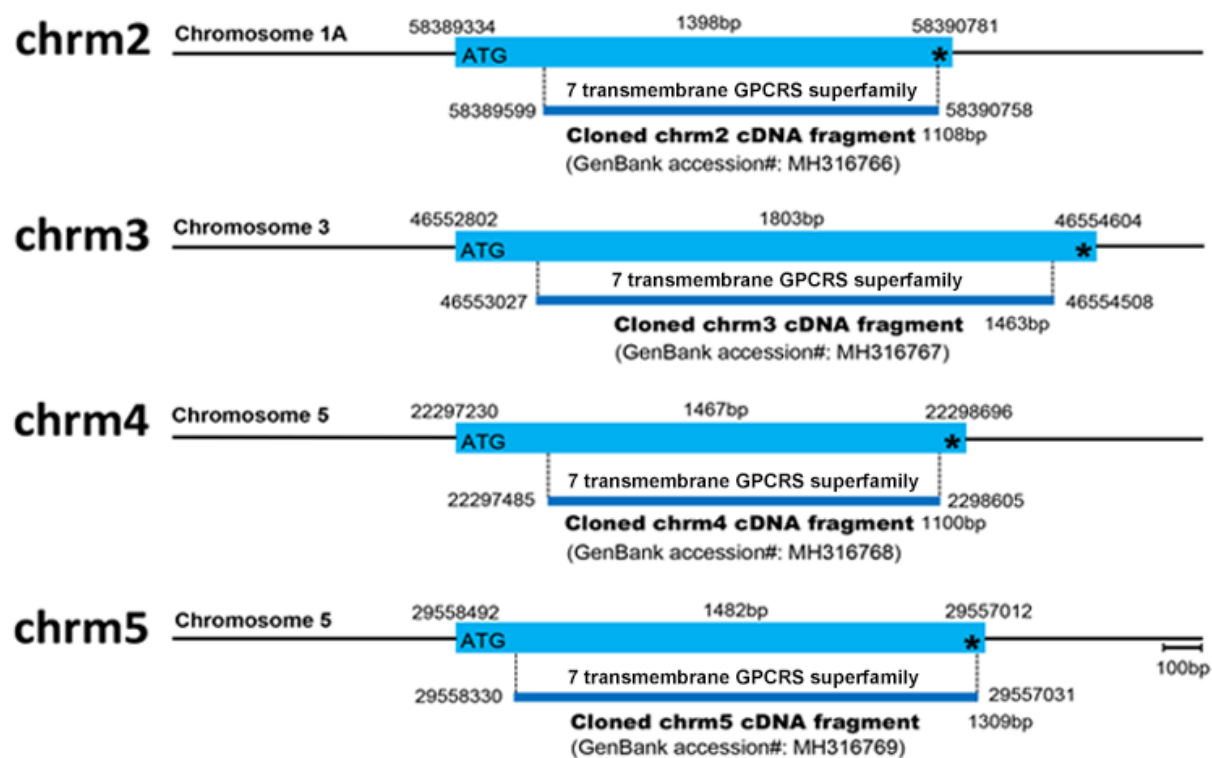 chrm2 Chromosome 1A 58389334 1398bp 58390781
ATG *
7 transmembrane GPCRS superfamily
58389599 58390758
Cloned chrm2 cDNA fragment 1108bp
(GenBank accession#: MH316766)
chrm3 Chromosome 3 46552802 1803bp 46554604
ATG *
7 transmembrane GPCRS superfamily
46553027 46554508
Cloned chrm3 cDNA fragment 1463bp
(GenBank accession#: MH316767)
chrm4 Chromosome 5 22297230 1467bp 22298696
ATG *
7 transmembrane GPCRS superfamily
22297485 2298605
Cloned chrm4 cDNA fragment 1100bp
(GenBank accession#: MH316768)
chrm5 Chromosome 5 29558492 1482bp 29557012
ATG *
100bp
7 transmembrane GPCRS superfamily
29558330 29557031
Cloned chrm5 cDNA fragment 1309bp
(GenBank accession#: MH316769)